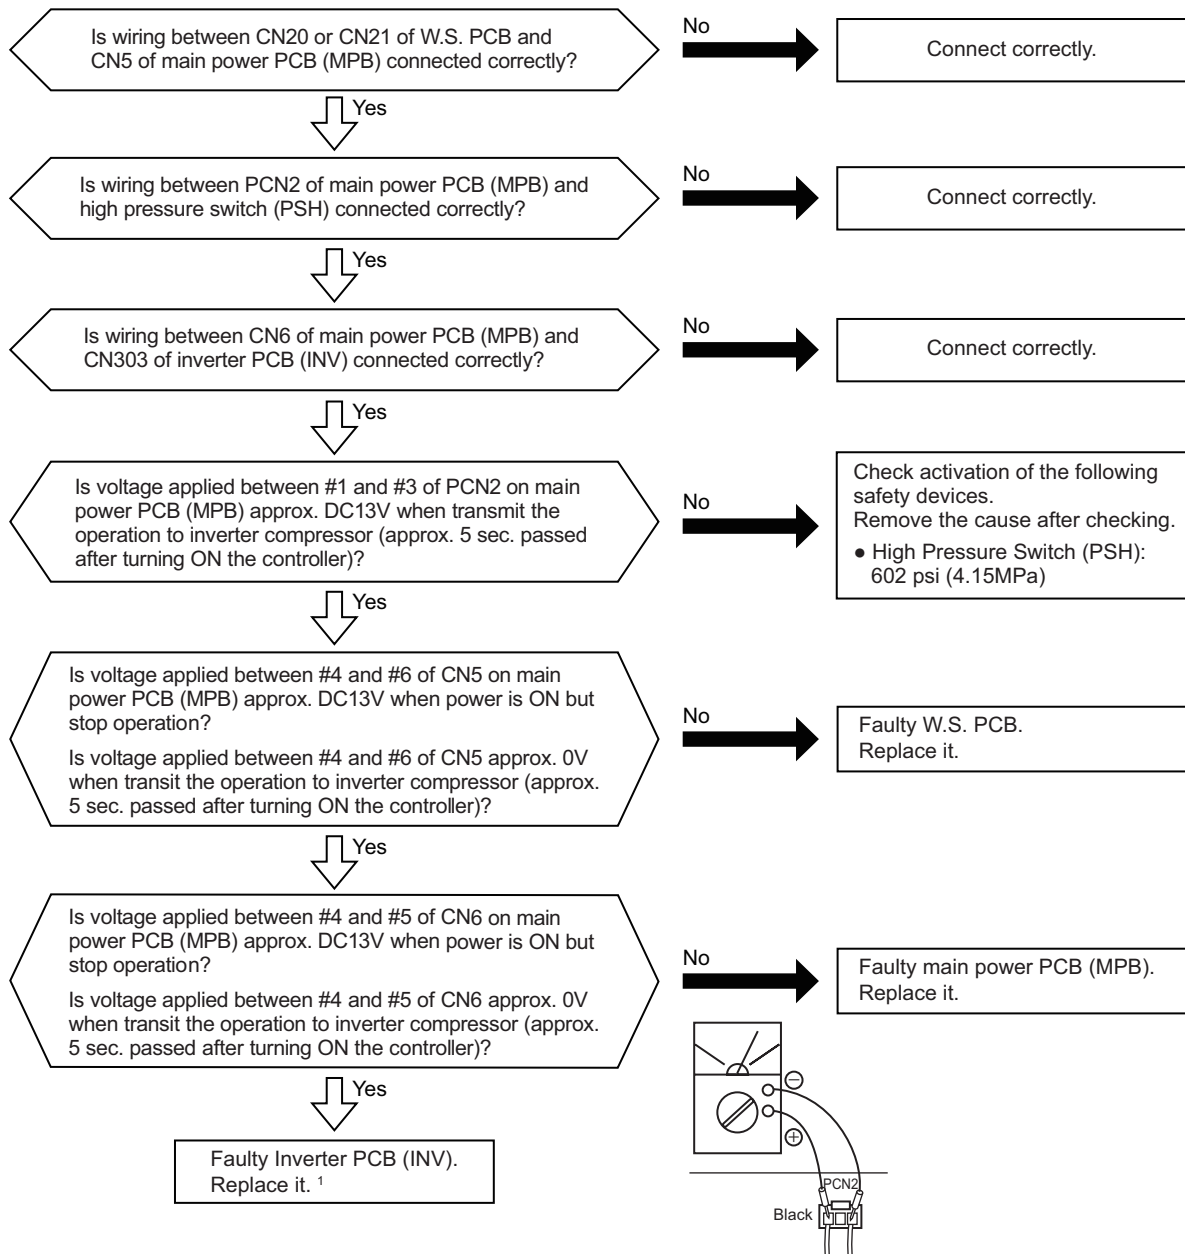 Is wiring between CN20 or CN21 of W.S. PCB and
CN5 of main power PCB (MPB) connected correctly?
No
Connect correctly.
Yes
Is wiring between PCN2 of main power PCB (MPB) and
high pressure switch (PSH) connected correctly?
No
Connect correctly.
Yes
Is wiring between CN6 of main power PCB (MPB) and
CN303 of inverter PCB (INV) connected correctly?
No
Connect correctly.
Yes
Is voltage applied between #1 and #3 of PCN2 on main
power PCB (MPB) approx. DC13V when transmit the
operation to inverter compressor (approx. 5 sec. passed
after turning ON the controller)?
No
Check activation of the following
safety devices.
Remove the cause after checking.
● High Pressure Switch (PSH):
602 psi (4.15MPa)
Yes
Is voltage applied between #4 and #6 of CN5 on main
power PCB (MPB) approx. DC13V when power is ON but
stop operation?
Is voltage applied between #4 and #6 of CN5 approx. 0V
when transit the operation to inverter compressor (approx.
5 sec. passed after turning ON the controller)?
No
Faulty W.S. PCB.
Replace it.
Yes
Is voltage applied between #4 and #5 of CN6 on main
power PCB (MPB) approx. DC13V when power is ON but
stop operation?
Is voltage applied between #4 and #5 of CN6 approx. 0V
when transit the operation to inverter compressor (approx.
5 sec. passed after turning ON the controller)?
No
Faulty main power PCB (MPB).
Replace it.
Yes
Faulty Inverter PCB (INV).
Replace it. ¹
−
+
PCN2
Black